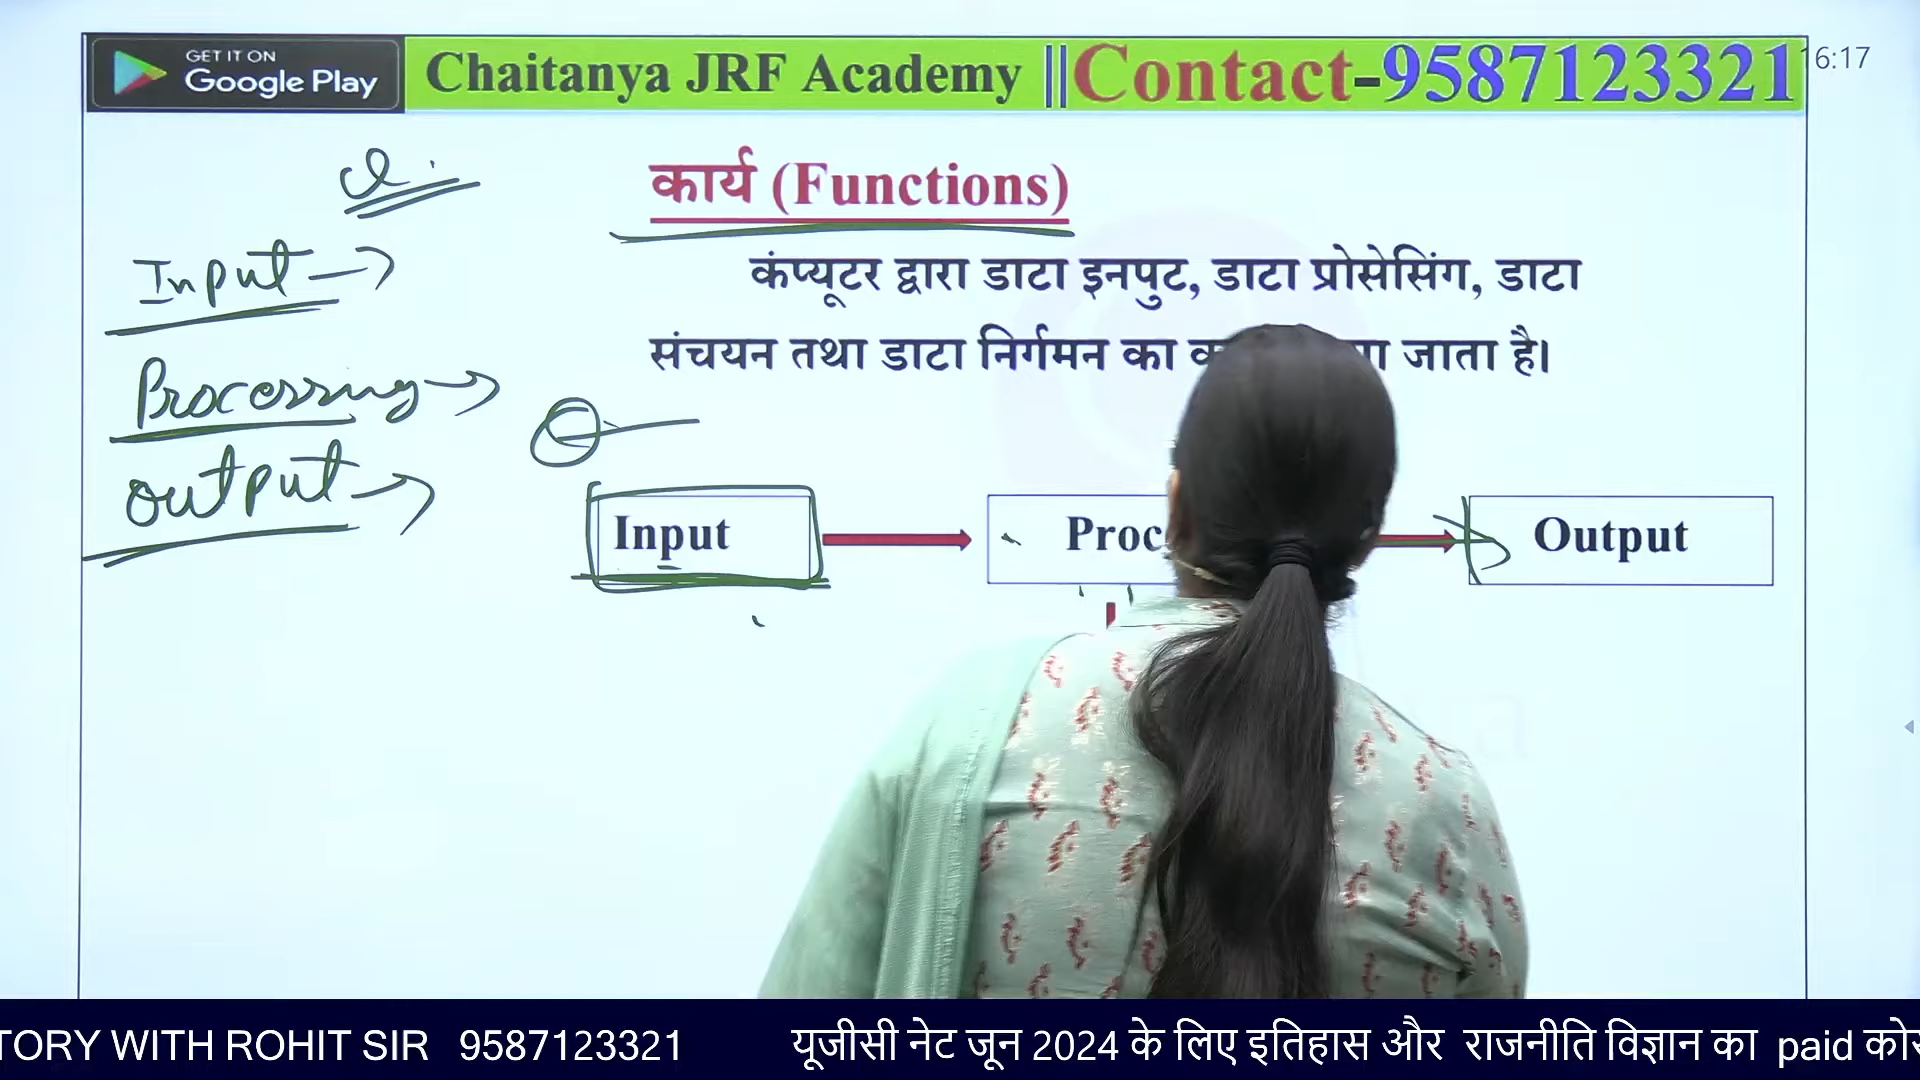 GET IT ON
Google Play
Chaitanya JRF Academy ||Contact-9587123321
16:17
कार्य (Functions)
Input
कंप्यूटर द्वारा डाटा इनपुट, डाटा प्रोसेसिंग, डाटा
संचयन तथा डाटा निर्गमन का जाता है।
Processing
Output
Input
Output
TORY WITH ROHIT SIR 9587123321 यूजीसी नेट जून 2024 के लिए इतिहास और राजनीति विज्ञान का paid